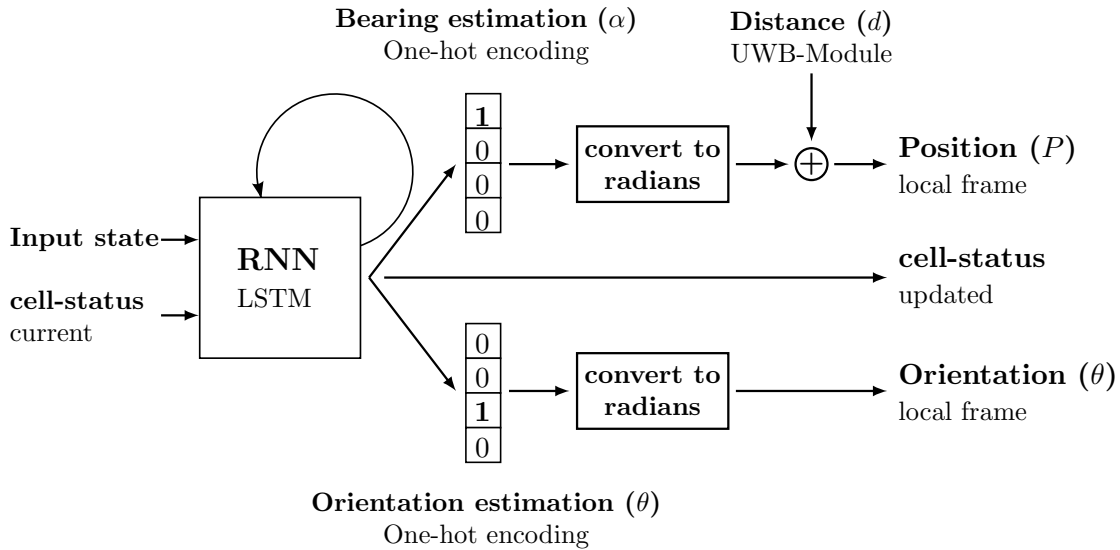 Bearing estimation (α)
One-hot encoding
Distance (d)
UWB-Module
1
0
0
0
convert to
radians
Position (P)
local frame
Input state
cell-status
current
RNN
LSTM
cell-status
updated
0
0
1
0
convert to
radians
Orientation (θ)
local frame
Orientation estimation (θ)
One-hot encoding